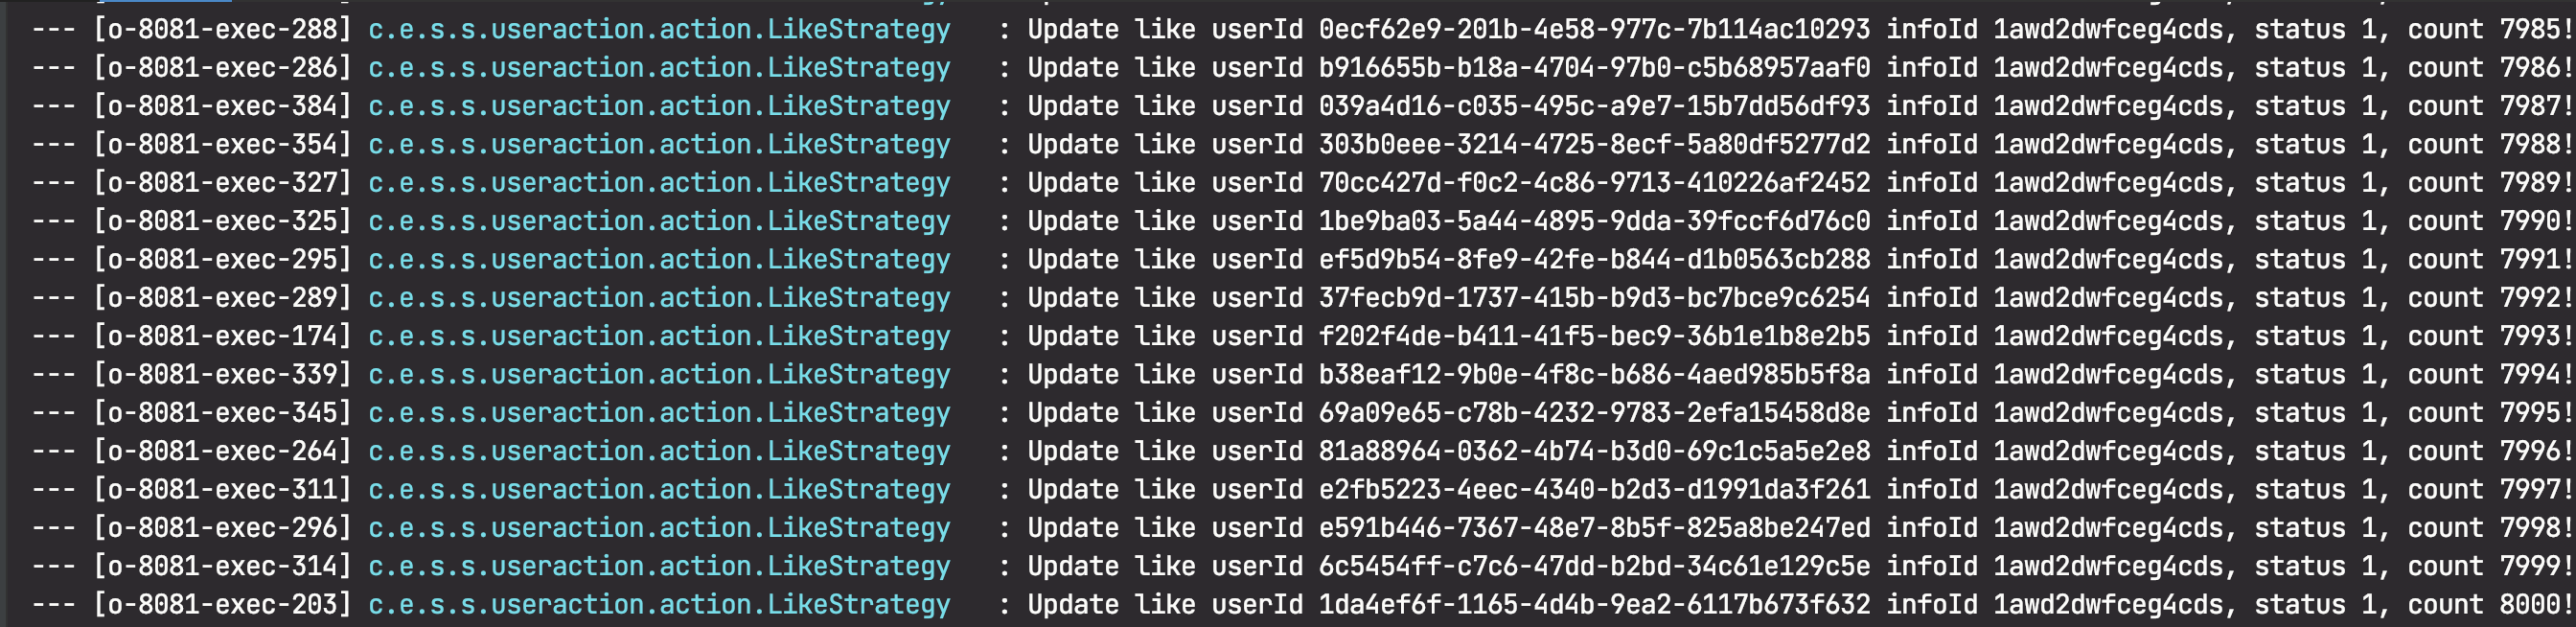 --- [o-8081-exec-288] c.e.s.s.useraction.action.LikeStrategy : Update like userId 0ecf62e9-201b-4e58-977c-7b114ac10293 infoId 1awd2dwfceg4cds, status 1, count 7985!
--- [o-8081-exec-286] c.e.s.s.useraction.action.LikeStrategy : Update like userId b916655b-b18a-4704-97b0-c5b68957aaf0 infoId 1awd2dwfceg4cds, status 1, count 7986!
--- [o-8081-exec-384] c.e.s.s.useraction.action.LikeStrategy : Update like userId 039a4d16-c035-495c-a9e7-15b7dd56df93 infoId 1awd2dwfceg4cds, status 1, count 7987!
--- [o-8081-exec-354] c.e.s.s.useraction.action.LikeStrategy : Update like userId 303b0eee-3214-4725-8ecf-5a80df5277d2 infoId 1awd2dwfceg4cds, status 1, count 7988!
--- [o-8081-exec-327] c.e.s.s.useraction.action.LikeStrategy : Update like userId 70cc427d-f0c2-4c86-9713-410226af2452 infoId 1awd2dwfceg4cds, status 1, count 7989!
--- [o-8081-exec-325] c.e.s.s.useraction.action.LikeStrategy : Update like userId 1be9ba03-5a44-4895-9dda-39fccf6d76c0 infoId 1awd2dwfceg4cds, status 1, count 7990!
--- [o-8081-exec-295] c.e.s.s.useraction.action.LikeStrategy : Update like userId ef5d9b54-8fe9-42fe-b844-d1b0563cb288 infoId 1awd2dwfceg4cds, status 1, count 7991!
--- [o-8081-exec-289] c.e.s.s.useraction.action.LikeStrategy : Update like userId 37fecb9d-1737-415b-b9d3-bc7bce9c6254 infoId 1awd2dwfceg4cds, status 1, count 7992!
--- [o-8081-exec-174] c.e.s.s.useraction.action.LikeStrategy : Update like userId f202f4de-b411-41f5-bec9-36b1e1b8e2b5 infoId 1awd2dwfceg4cds, status 1, count 7993!
--- [o-8081-exec-339] c.e.s.s.useraction.action.LikeStrategy : Update like userId b38eaf12-9b0e-4f8c-b686-4aed985b5f8a infoId 1awd2dwfceg4cds, status 1, count 7994!
--- [o-8081-exec-345] c.e.s.s.useraction.action.LikeStrategy : Update like userId 69a09e65-c78b-4232-9783-2efa15458d8e infoId 1awd2dwfceg4cds, status 1, count 7995!
--- [o-8081-exec-264] c.e.s.s.useraction.action.LikeStrategy : Update like userId 81a88964-0362-4b74-b3d0-69c1c5a5e2e8 infoId 1awd2dwfceg4cds, status 1, count 7996!
--- [o-8081-exec-311] c.e.s.s.useraction.action.LikeStrategy : Update like userId e2fb5223-4eec-4340-b2d3-d1991da3f261 infoId 1awd2dwfceg4cds, status 1, count 7997!
--- [o-8081-exec-296] c.e.s.s.useraction.action.LikeStrategy : Update like userId e591b446-7367-48e7-8b5f-825a8be247ed infoId 1awd2dwfceg4cds, status 1, count 7998!
--- [o-8081-exec-314] c.e.s.s.useraction.action.LikeStrategy : Update like userId 6c5454ff-c7c6-47dd-b2bd-34c61e129c5e infoId 1awd2dwfceg4cds, status 1, count 7999!
--- [o-8081-exec-203] c.e.s.s.useraction.action.LikeStrategy : Update like userId 1da4ef6f-1165-4d4b-9ea2-6117b673f632 infoId 1awd2dwfceg4cds, status 1, count 8000!